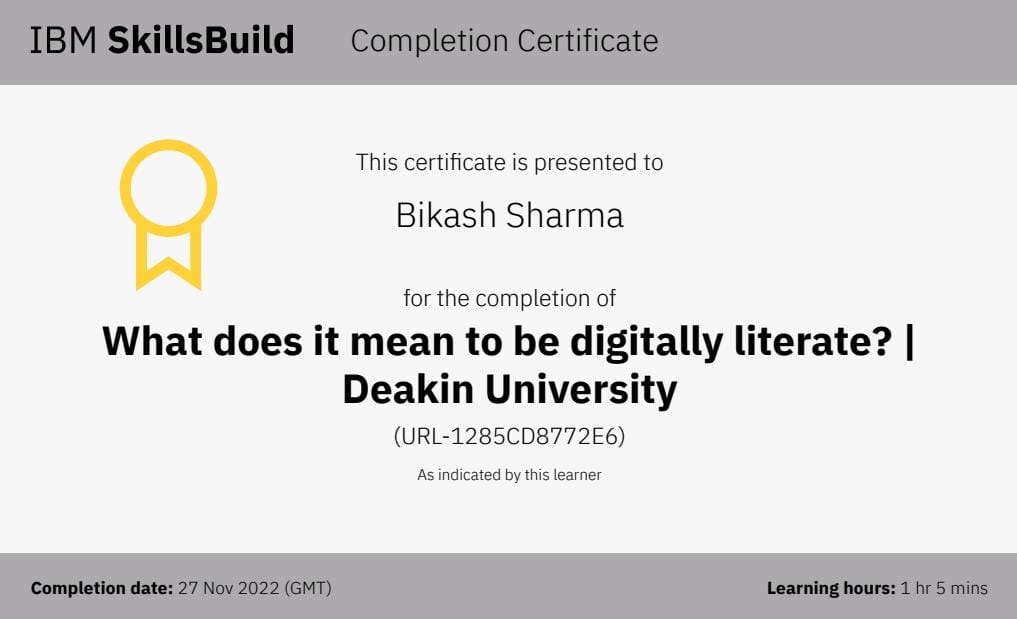 IBM SkillsBuild Completion Certificate
This certificate is presented to
Bikash Sharma
for the completion of
What does it mean to be digitally literate? |
Deakin University
(URL-1285CD8772E6)
As indicated by this learner
Completion date: 27 Nov 2022 (GMT) Learning hours: 1 hr 5 mins